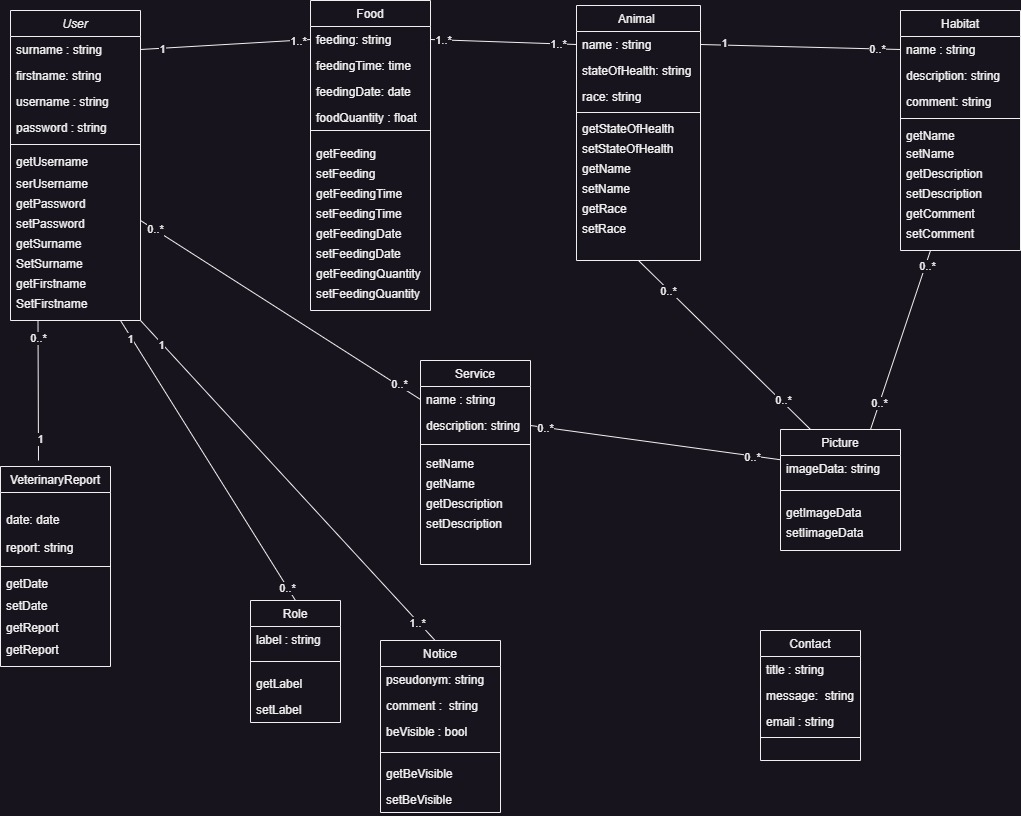 User
surname : string
firstname: string
username : string
password : string
getUsername
serUsername
getPassword
setPassword
getSurname
SetSurname
getFirstname
SetFirstname
1
1..*
Food
feeding: string
feedingTime: time
feedingDate: date
foodQuantity : float
getFeeding
setFeeding
getFeedingTime
setFeedingTime
getFeedingDate
setFeedingDate
getFeedingQuantity
setFeedingQuantity
1..*
1..*
Animal
name : string
stateOfHealth: string
race: string
getStateOfHealth
setStateOfHealth
getName
setName
getRace
setRace
1
0..*
Habitat
name : string
description: string
comment: string
getName
setName
getDescription
setDescription
getComment
setComment
0..*
0..*
0..*
0..*
0..*
0..*
Service
name : string
description: string
setName
getName
getDescription
setDescription
0..*
0..*
Picture
imageData: string
getImageData
setIimageData
0..*
1
VeterinaryReport
date: date
report: string
getDate
setDate
getReport
getReport
1
0..*
Role
label : string
getLabel
setLabel
1
1..*
Notice
pseudonym: string
comment :  string
beVisible : bool
getBeVisible
setBeVisible
Contact
title : string
message:  string
email : string